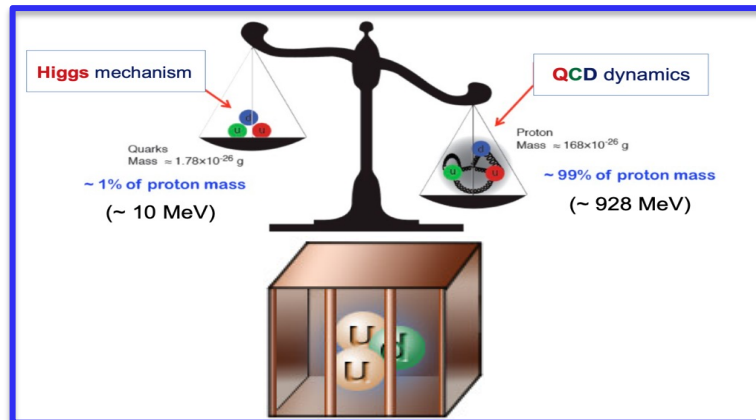 Higgs mechanism
d
u u
Quarks
Mass ≈ 1.78×10⁻²⁶ g
~ 1% of proton mass
(~ 10 MeV)
QCD dynamics
d
u u
Proton
Mass ≈ 168×10⁻²⁶ g
~ 99% of proton mass
(~ 928 MeV)
u d
u